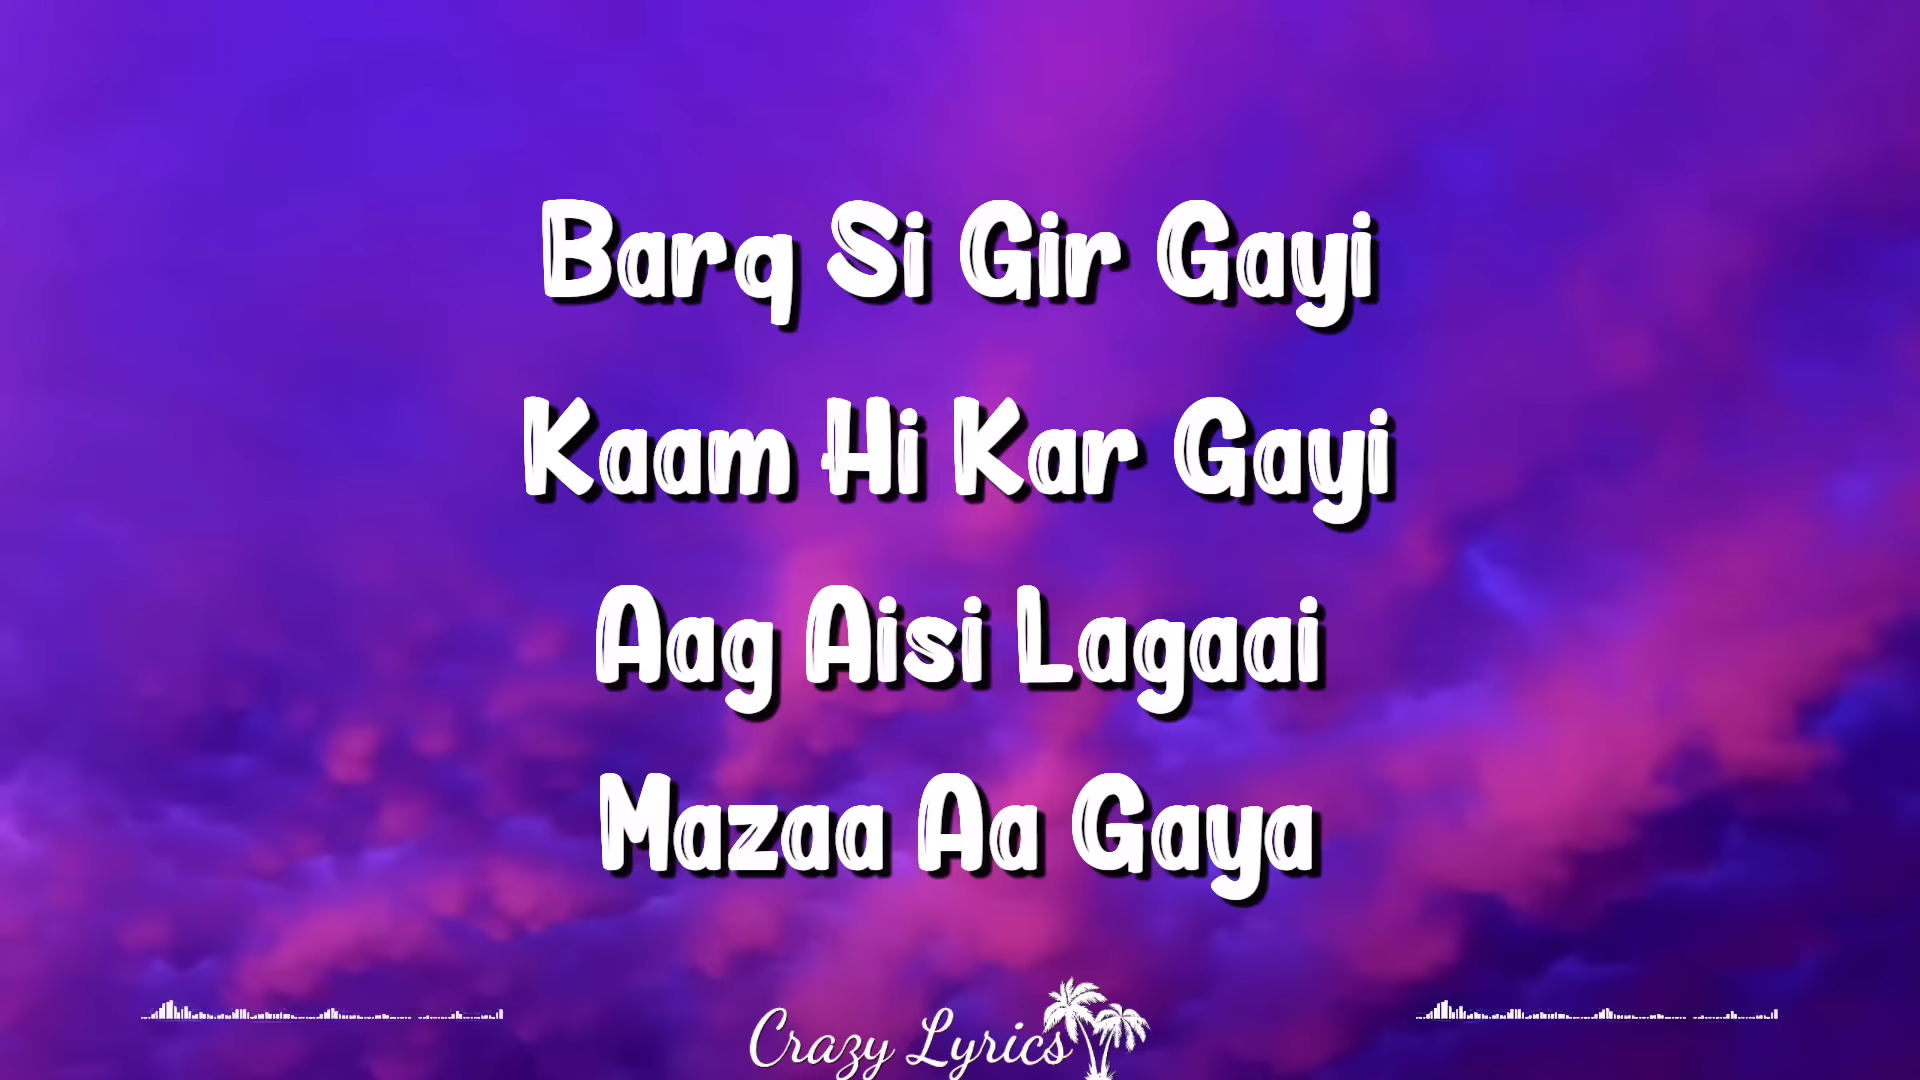 Barq Si Gir Gayi
Kaam Hi Kar Gayi
Aag Aisi Lagaai
Mazaa Aa Gaya
Crazy Lyrics